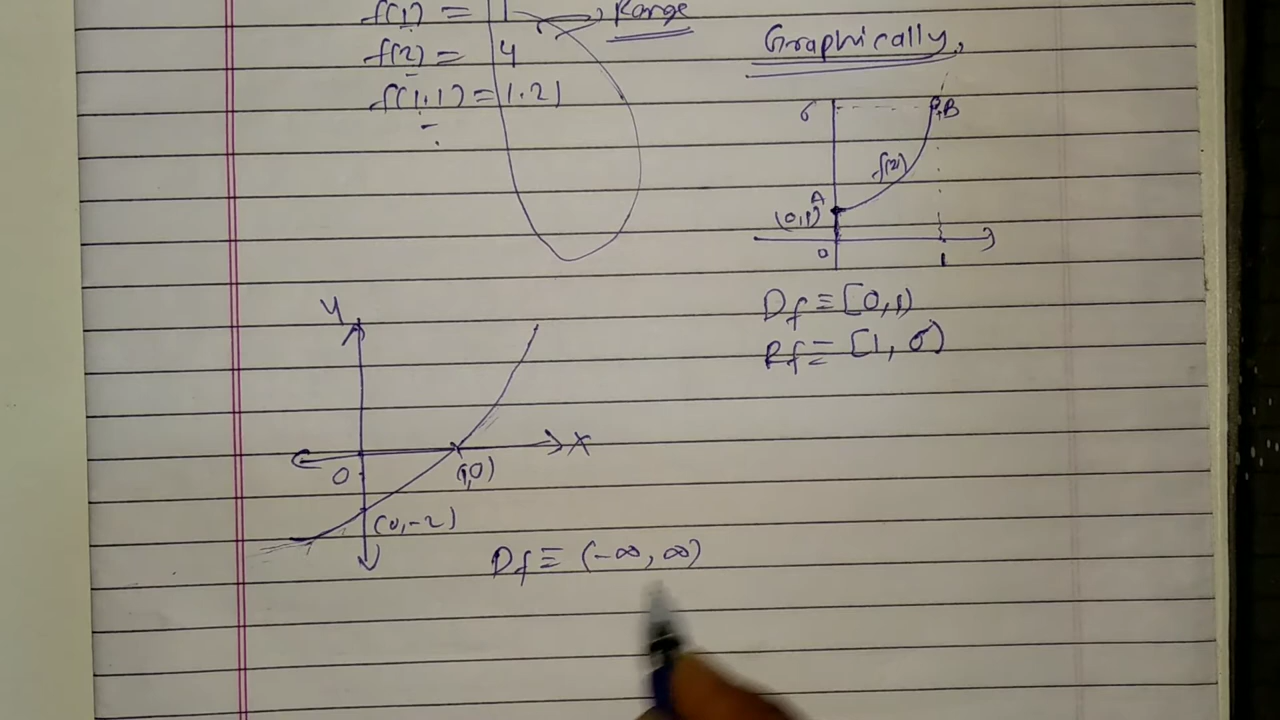 f(1) = 1
Range
f(2) = 4
f(1.1) = 1.21
Graphically,
6
B
f(x)
A
(0,1)
0
1
Df ≡ [0,1)
Rf ≡ [1, 6)
Y
X
0
(1,0)
(0,-2)
Df ≡ (-∞, ∞)